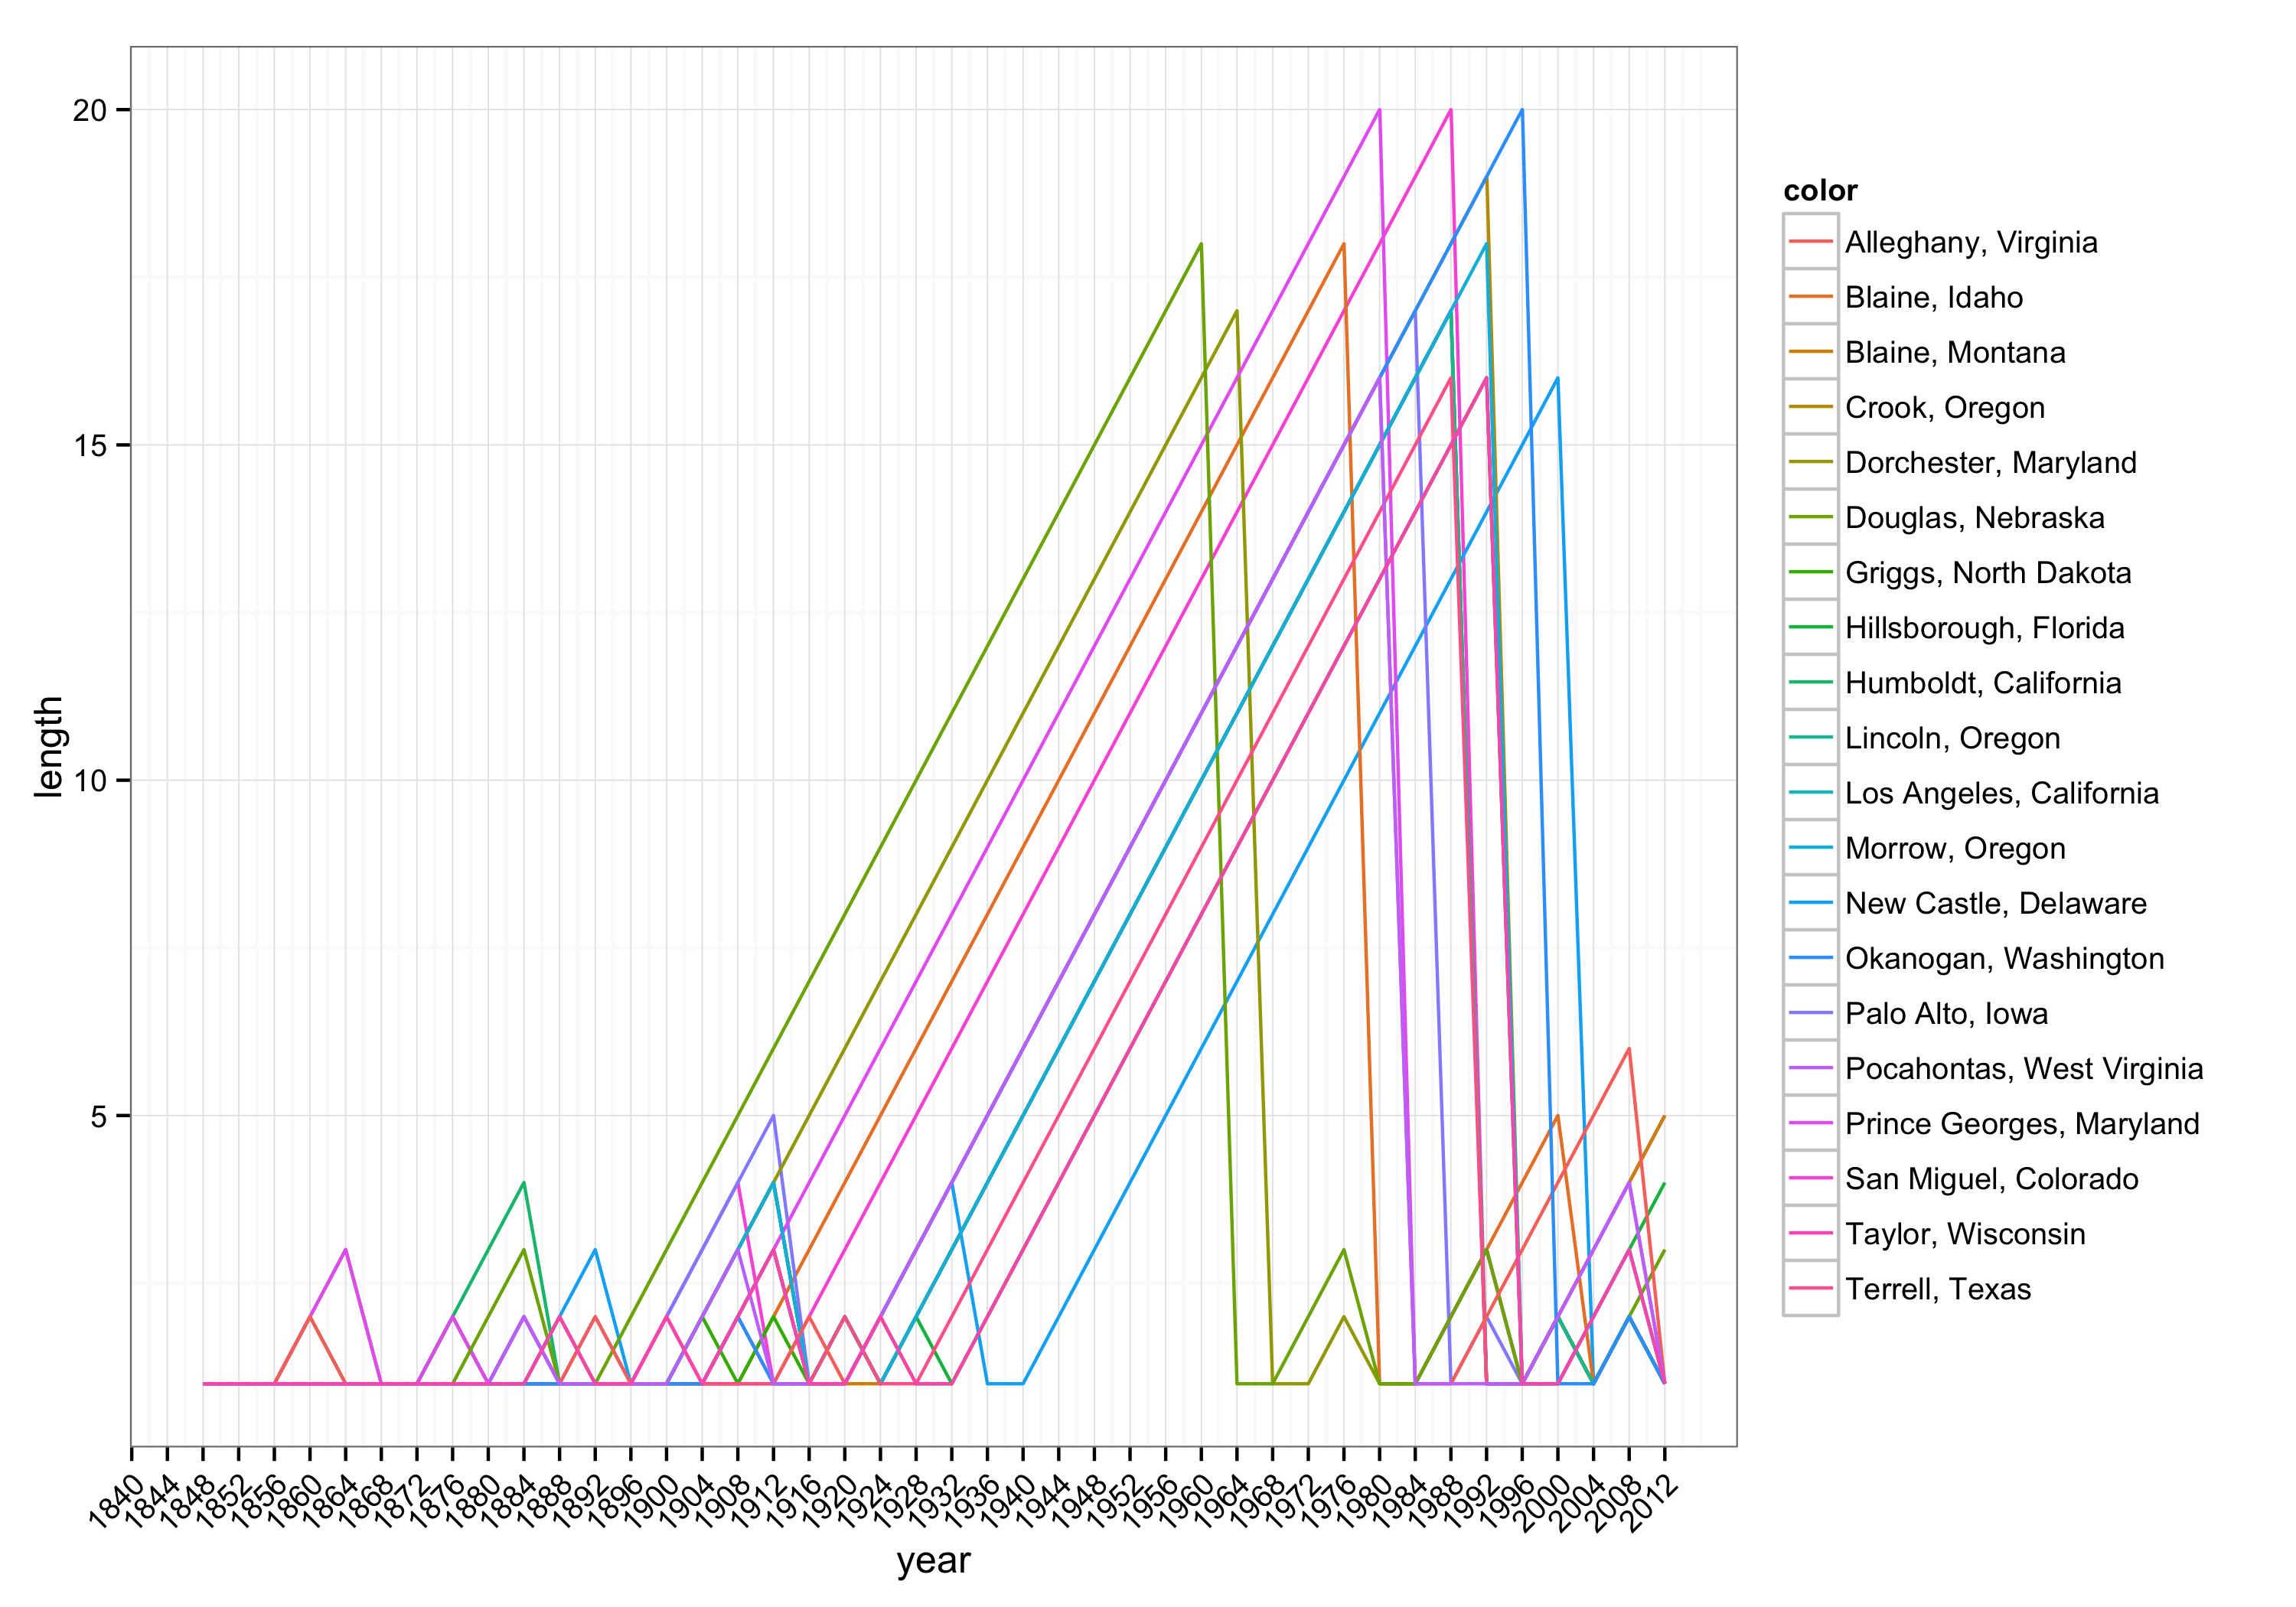 20
15
10
5
length
1840 1844 1848 1852 1856 1860 1864 1868 1872 1876 1880 1884 1888 1892 1896 1900 1904 1908 1912 1916 1920 1924 1928 1932 1936 1940 1944 1948 1952 1956 1960 1964 1968 1972 1976 1980 1984 1988 1992 1996 2000 2004 2008 2012
year
color
Alleghany, Virginia
Blaine, Idaho
Blaine, Montana
Crook, Oregon
Dorchester, Maryland
Douglas, Nebraska
Griggs, North Dakota
Hillsborough, Florida
Humboldt, California
Lincoln, Oregon
Los Angeles, California
Morrow, Oregon
New Castle, Delaware
Okanogan, Washington
Palo Alto, Iowa
Pocahontas, West Virginia
Prince Georges, Maryland
San Miguel, Colorado
Taylor, Wisconsin
Terrell, Texas